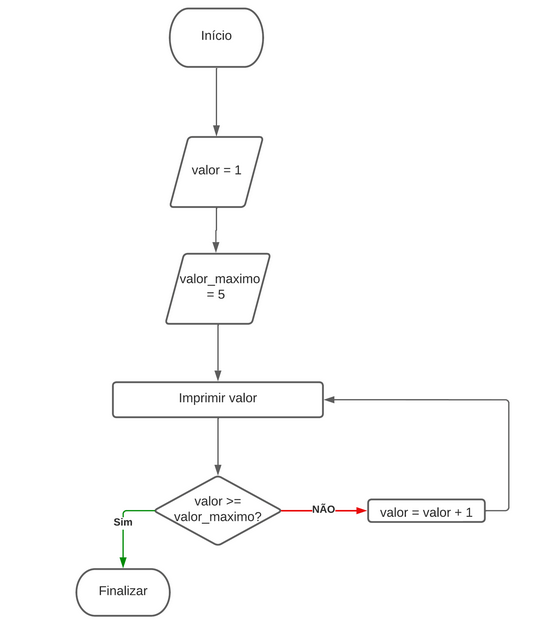 Início
valor = 1
valor_maximo
= 5
Imprimir valor
valor >=
valor_maximo?
NÃO
valor = valor + 1
Sim
Finalizar